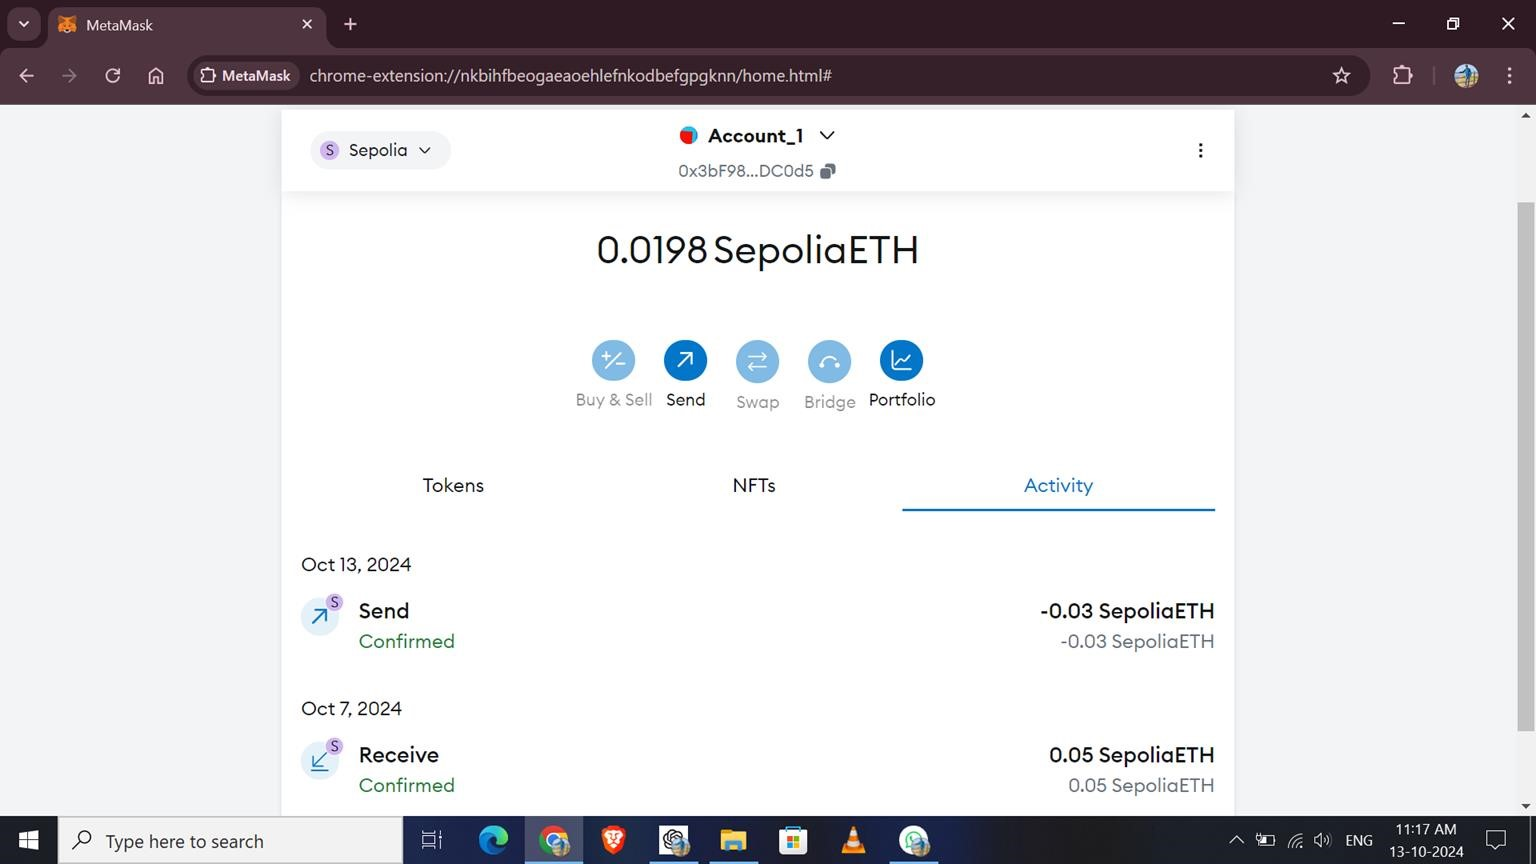 MetaMask
MetaMask
chrome-extension://nkbihfbeogaeaoehlefnkodbefgpgknn/home.html#
S Sepolia
Account_1
0x3bF98...DC0d5
0.0198 SepoliaETH
Buy & Sell Send Swap Bridge Portfolio
Tokens NFTs Activity
Oct 13, 2024
S
Send -0.03 SepoliaETH
Confirmed -0.03 SepoliaETH
Oct 7, 2024
S
Receive 0.05 SepoliaETH
Confirmed 0.05 SepoliaETH
Type here to search
ENG
11:17 AM
13-10-2024